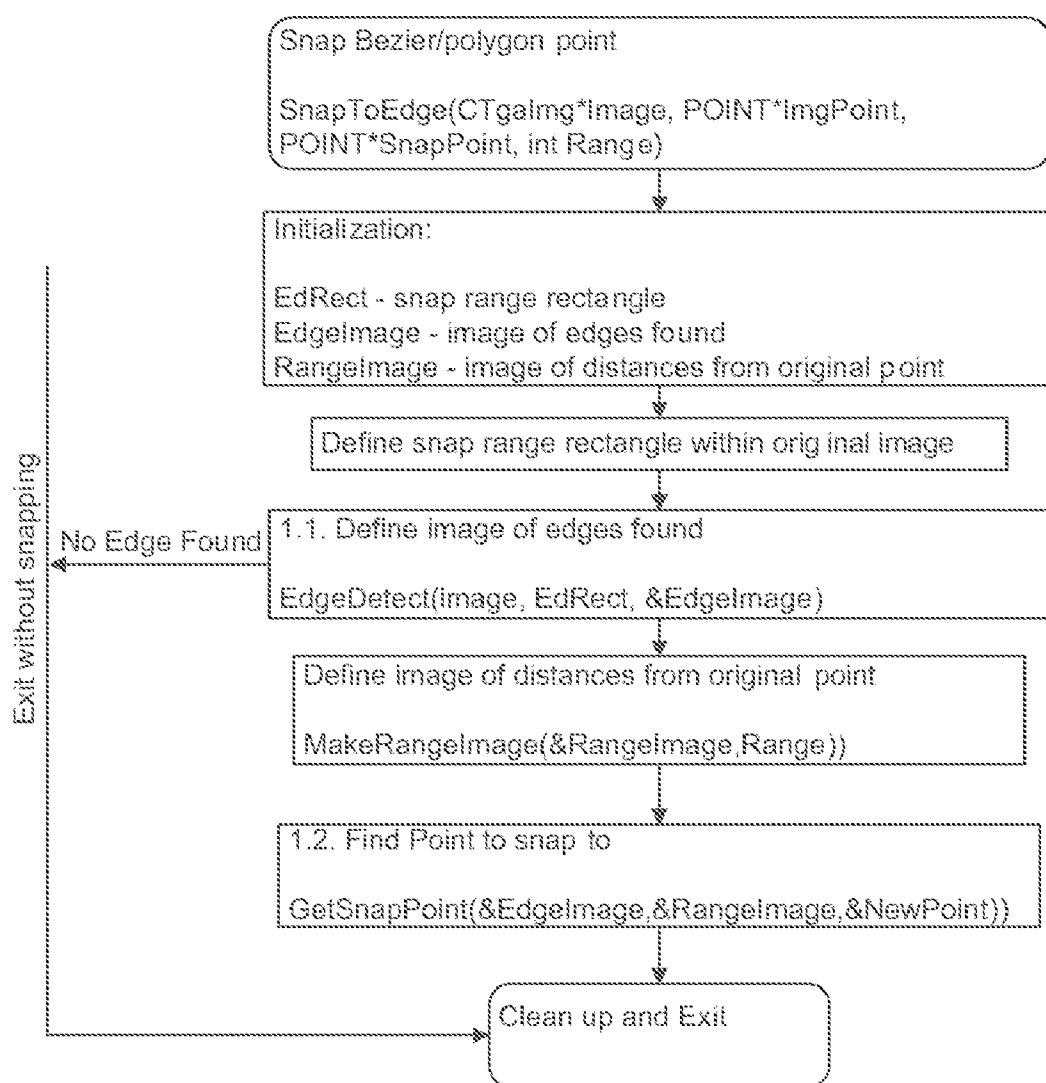 Snap Bezier/polygon point
SnapToEdge(CTgaImg*Image, POINT*ImgPoint,
POINT*SnapPoint, int Range)
Initialization:
EdRect - snap range rectangle
EdgeImage - image of edges found
RangeImage - image of distances from original point
Define snap range rectangle within original image
1.1. Define image of edges found
EdgeDetect(image, EdRect, &EdgeImage)
No Edge Found
Exit without snapping
Define image of distances from original point
MakeRangeImage(&RangeImage,Range))
1.2. Find Point to snap to
GetSnapPoint(&EdgeImage,&RangeImage,&NewPoint))
Clean up and Exit